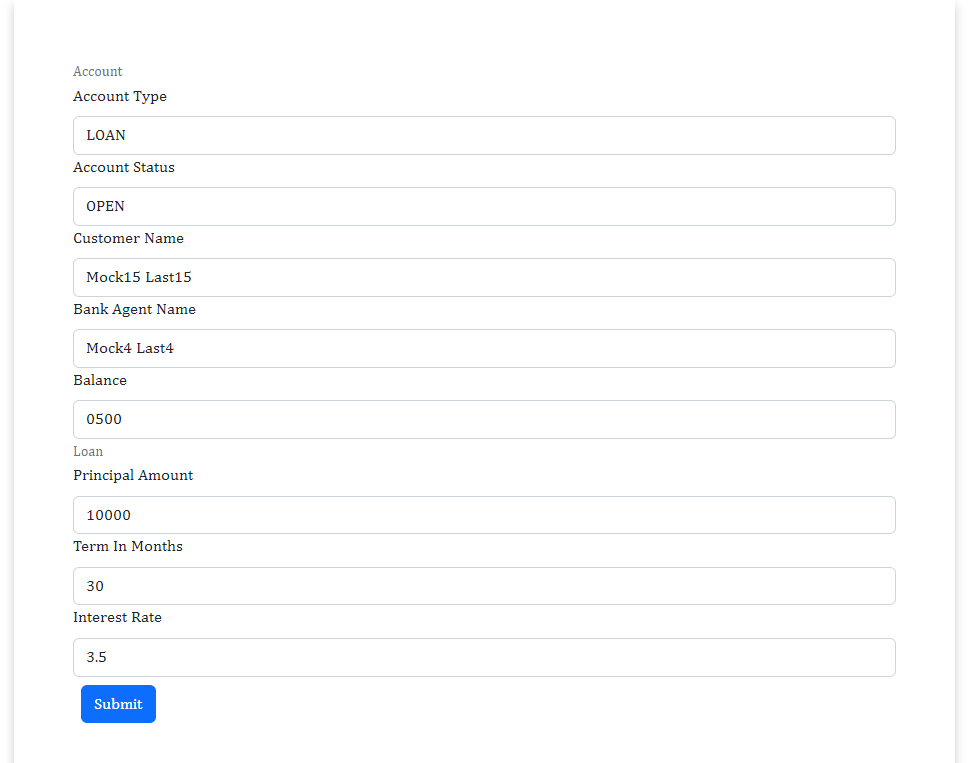 Account
Account Type
LOAN
Account Status
OPEN
Customer Name
Mock15 Last15
Bank Agent Name
Mock4 Last4
Balance
0500
Loan
Principal Amount
10000
Term In Months
30
Interest Rate
3.5
Submit